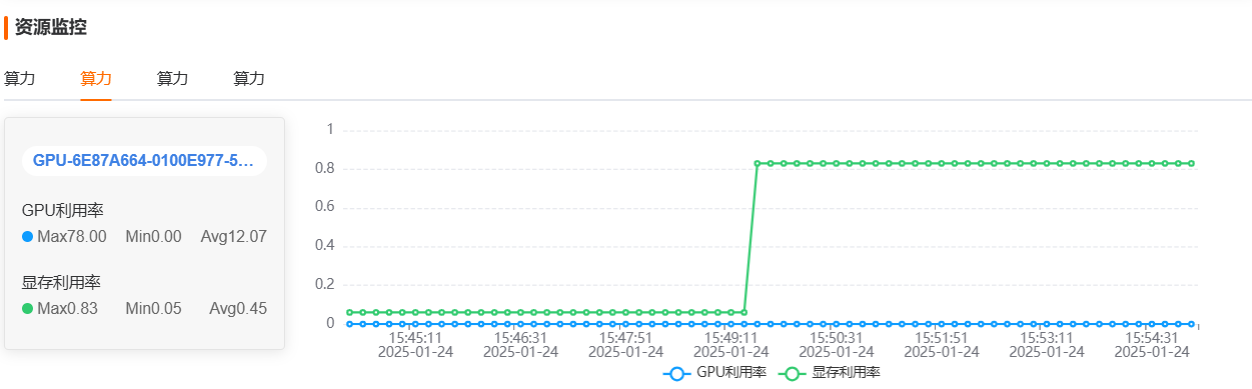 资源监控
算力 算力 算力 算力
GPU-6E87A664-0100E977-5...
GPU利用率
Max78.00 Min0.00 Avg12.07
显存利用率
Max0.83 Min0.05 Avg0.45
1
0.8
0.6
0.4
0.2
0
15:45:11 15:46:31 15:47:51 15:49:11 15:50:31 15:51:51 15:53:11 15:54:31
2025-01-24 2025-01-24 2025-01-24 2025-01-24 2025-01-24 2025-01-24 2025-01-24 2025-01-24
GPU利用率 显存利用率